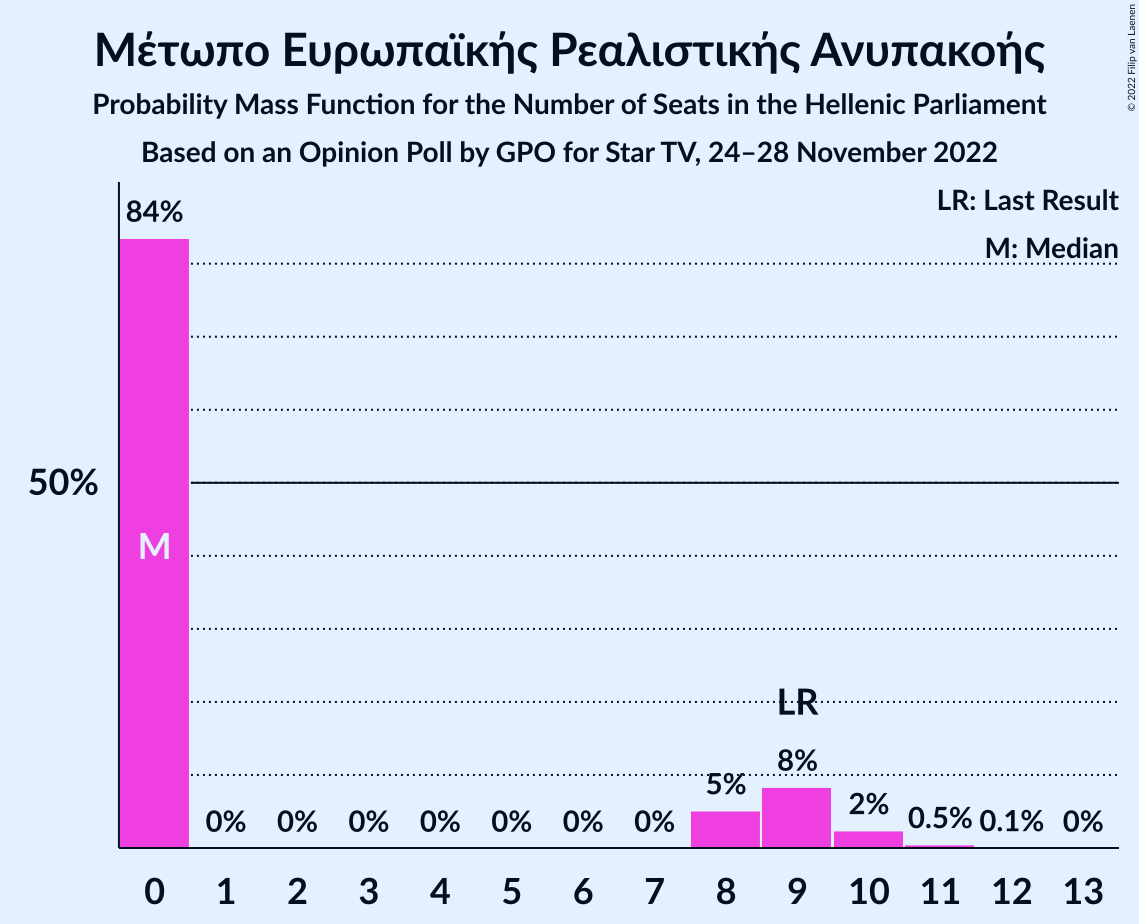 Μέτωπο Ευρωπαϊκής Ρεαλιστικής Ανυπακοής
Probability Mass Function for the Number of Seats in the Hellenic Parliament
Based on an Opinion Poll by GPO for Star TV, 24–28 November 2022
© 2022 Filip van Laenen
LR: Last Result
M: Median
84%
50%
M
LR
0% 0% 0% 0% 0% 0% 0% 5% 8% 2% 0.5% 0.1% 0%
0 1 2 3 4 5 6 7 8 9 10 11 12 13